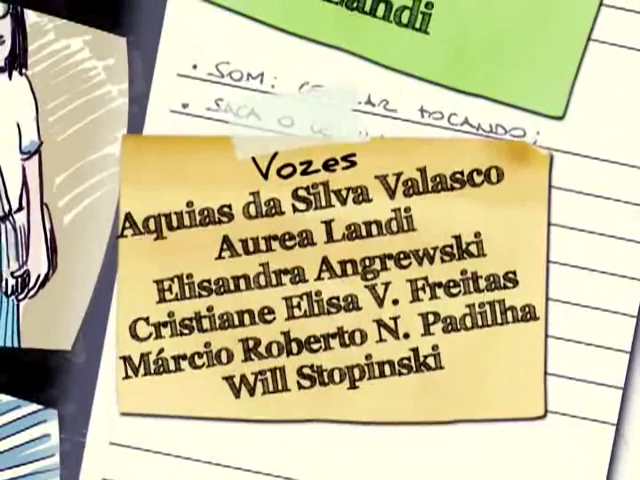 Landi
• SOM: TOCANDO;
• SACA O
Vozes
Aquias da Silva Valasco
Aurea Landi
Elisandra Angrewski
Cristiane Elisa V. Freitas
Márcio Roberto N. Padilha
Will Stopinski